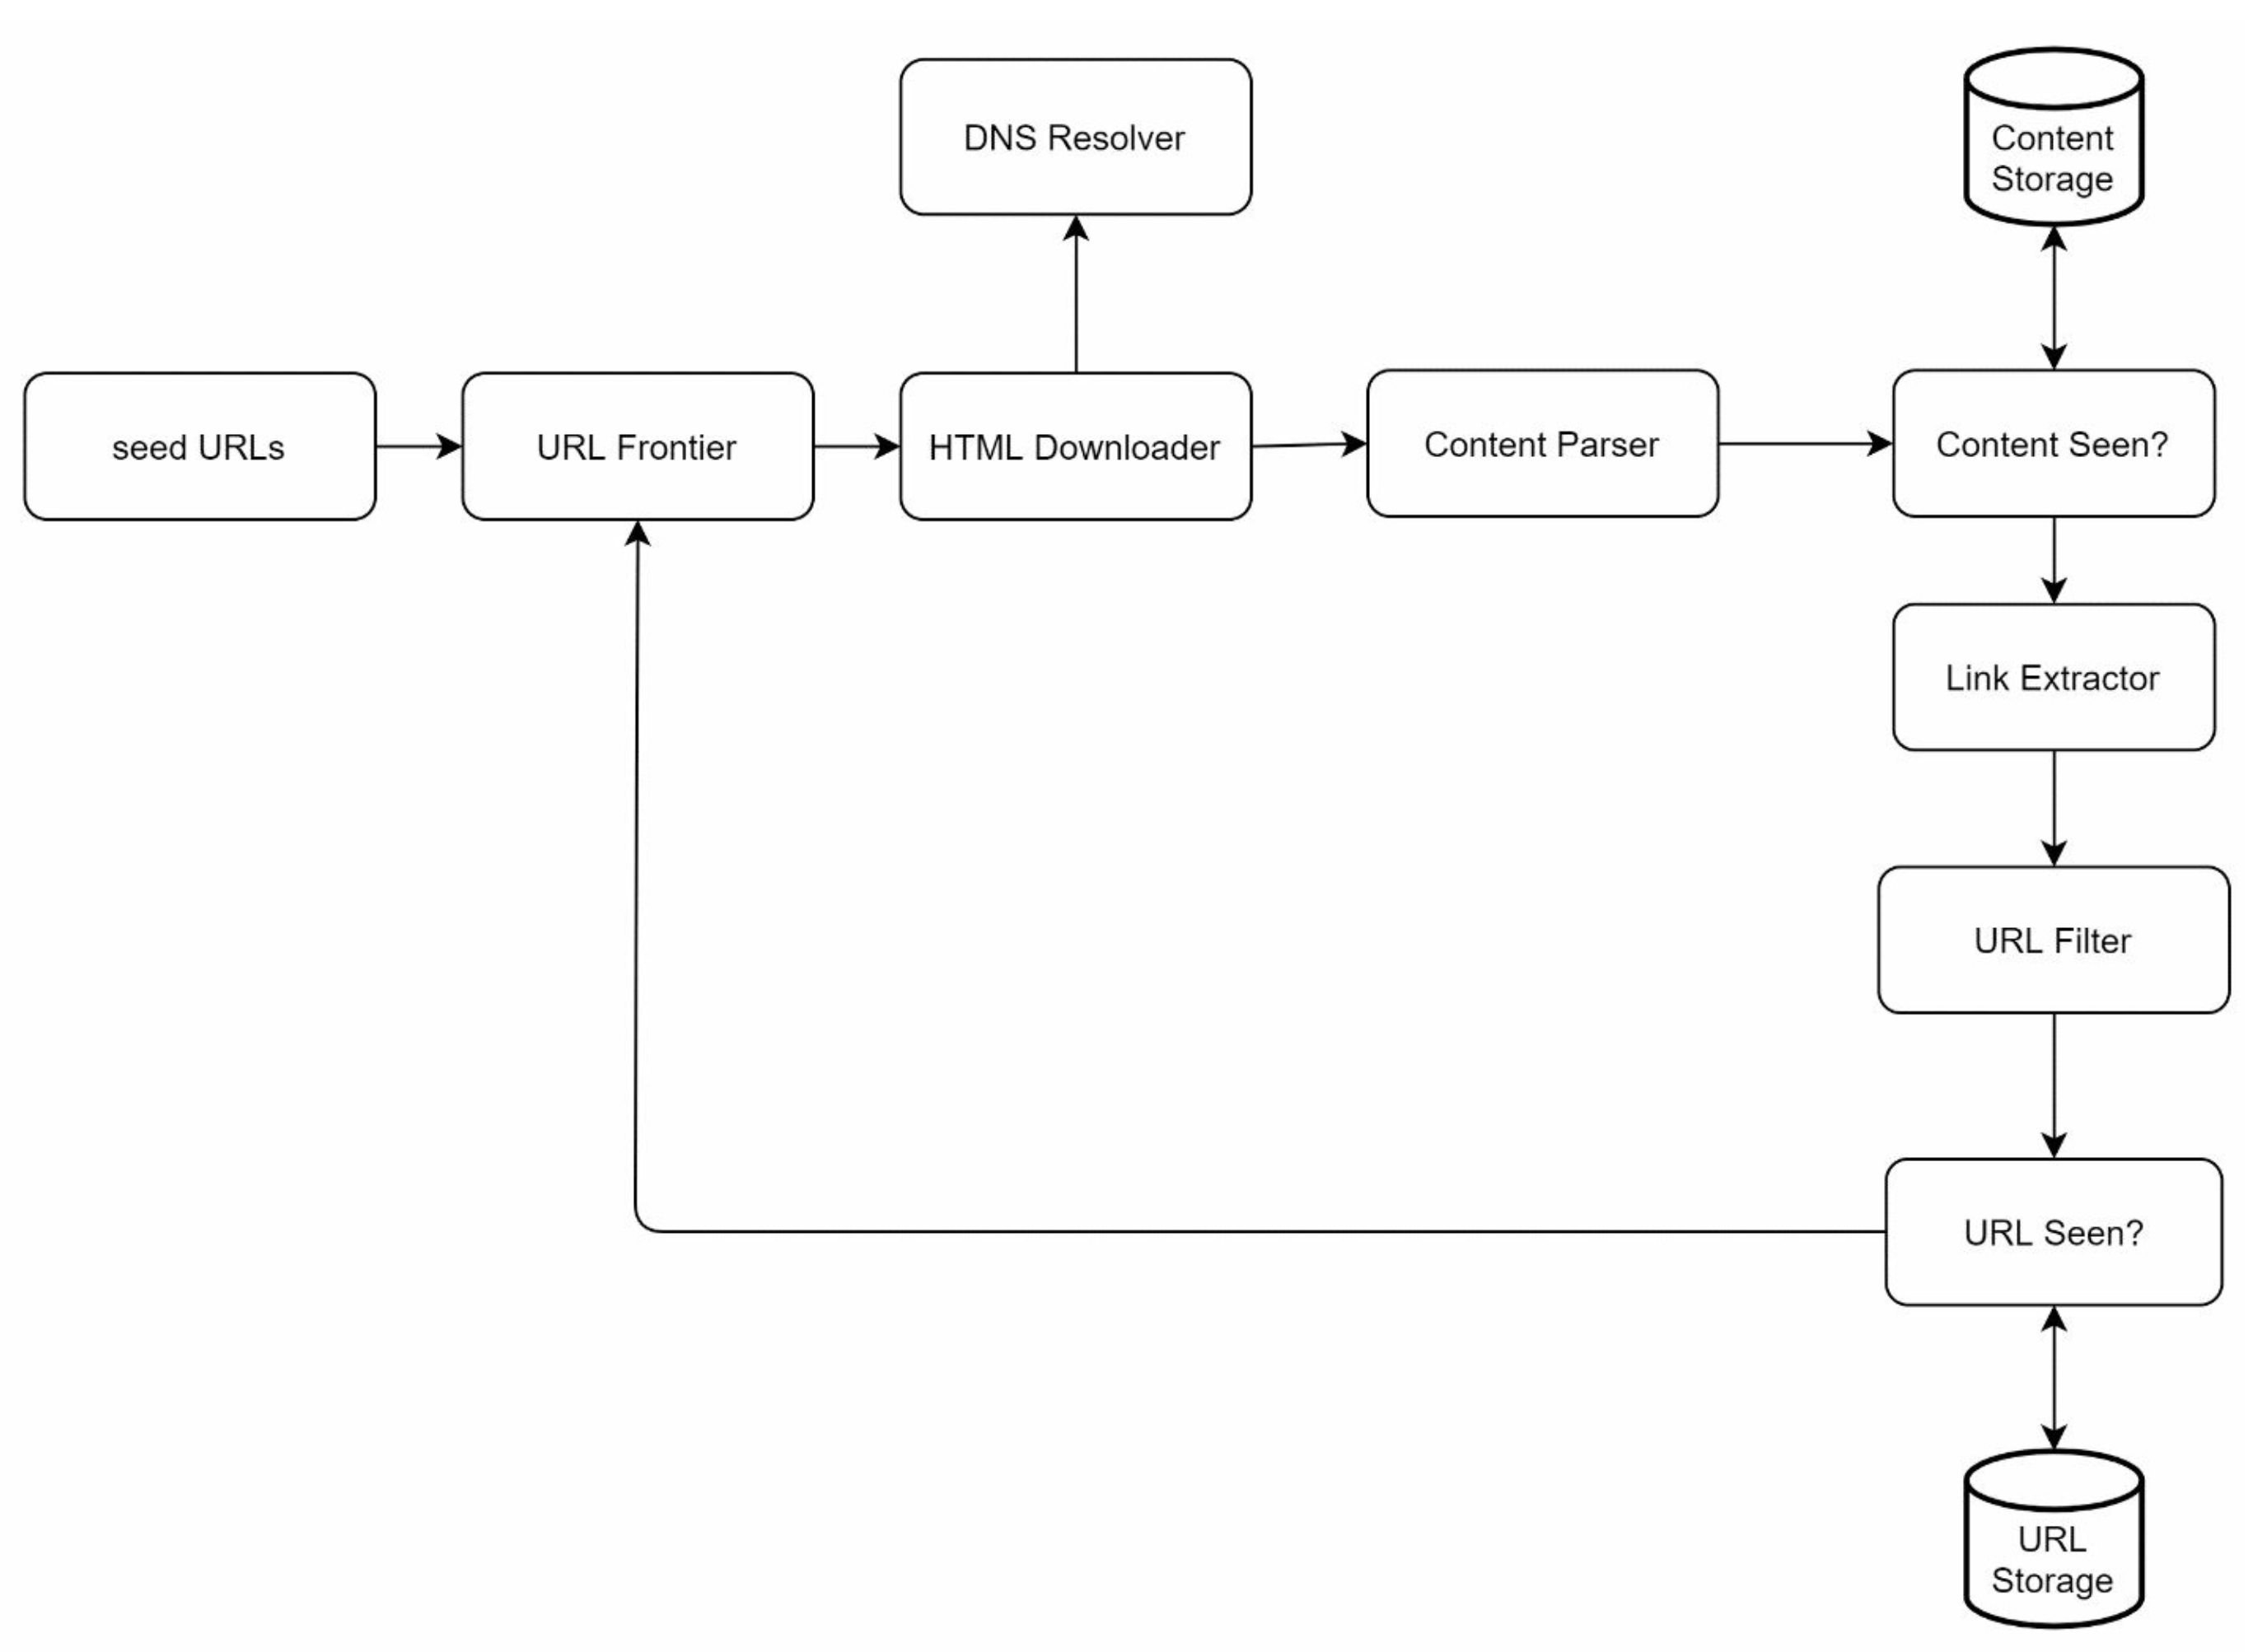 DNS Resolver
Content
Storage
seed URLs
URL Frontier
HTML Downloader
Content Parser
Content Seen?
Link Extractor
URL Filter
URL Seen?
URL
Storage